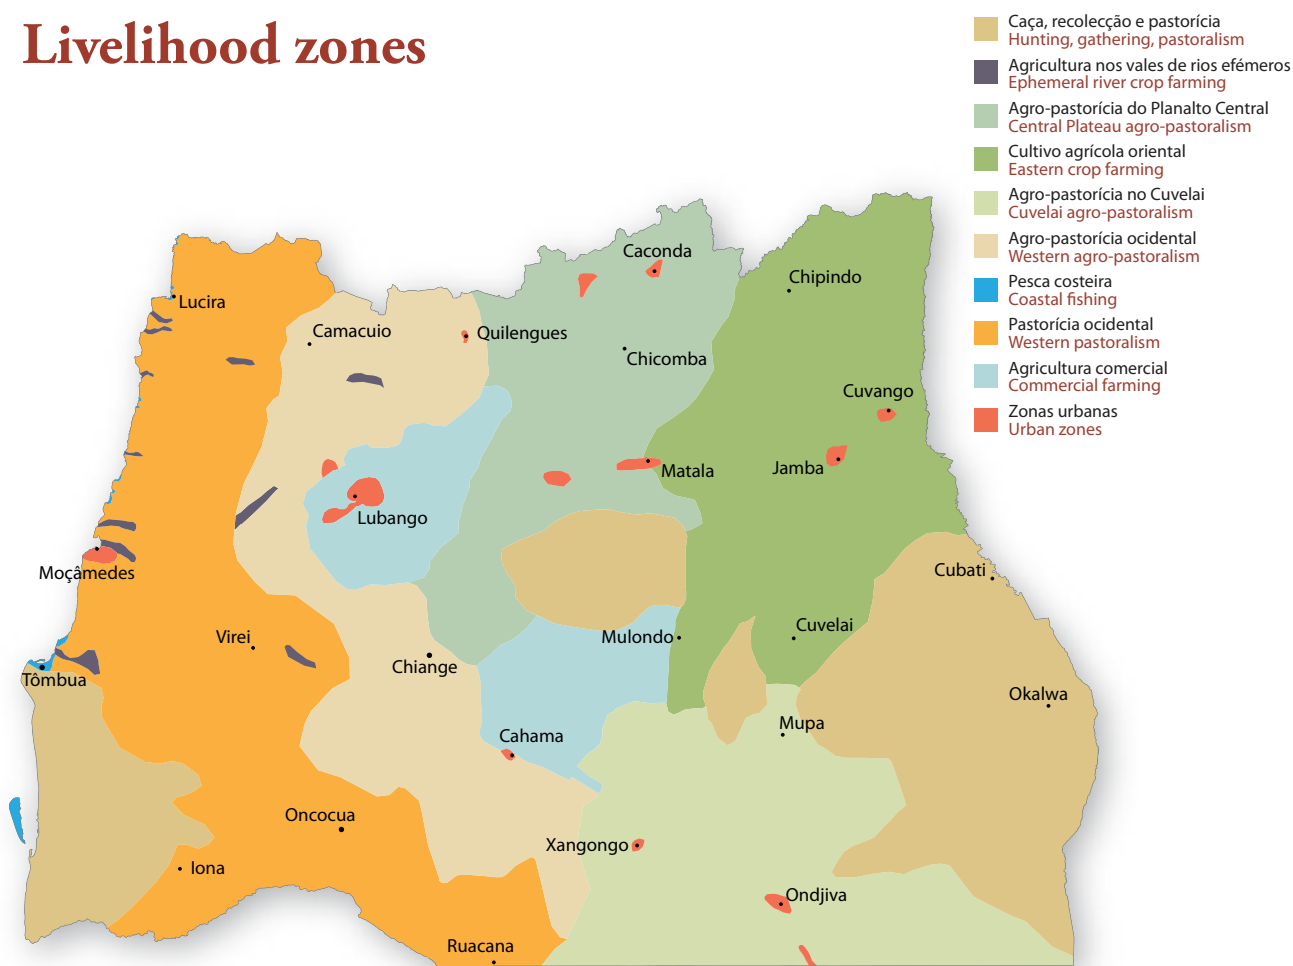 Livelihood zones
Caça, recolecção e pastorícia
Hunting, gathering, pastoralism
Agricultura nos vales de rios efémeros
Ephemeral river crop farming
Agro-pastorícia do Planalto Central
Central Plateau agro-pastoralism
Cultivo agrícola oriental
Eastern crop farming
Agro-pastorícia no Cuvelai
Cuvelai agro-pastoralism
Agro-pastorícia ocidental
Western agro-pastoralism
Pesca costeira
Coastal fishing
Pastorícia ocidental
Western pastoralism
Agricultura comercial
Commercial farming
Zonas urbanas
Urban zones
Caconda
Chipindo
Lucira
Camacuio
Quilengues
Chicomba
Cuvango
Matala
Jamba
Lubango
Moçâmedes
Cubati
Virei
Mulondo
Cuvelai
Chiange
Tômbua
Okalwa
Mupa
Cahama
Oncocua
Xangongo
Iona
Ondjiva
Ruacana